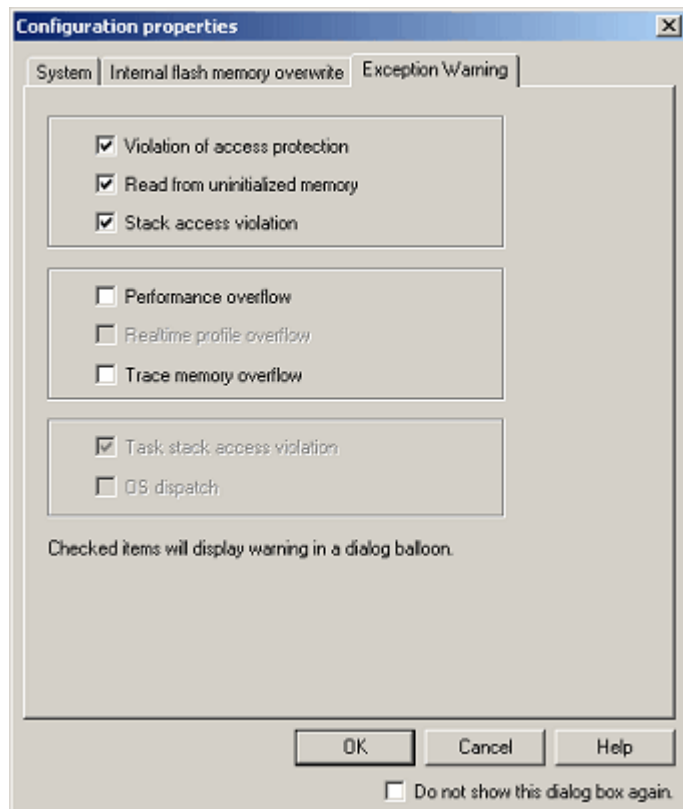 Configuration properties
System
Internal flash memory overwrite
Exception Warning
Violation of access protection
Read from uninitialized memory
Stack access violation
Performance overflow
Realtime profile overflow
Trace memory overflow
Task stack access violation
OS dispatch
Checked items will display warning in a dialog balloon.
OK
Cancel
Help
Do not show this dialog box again.